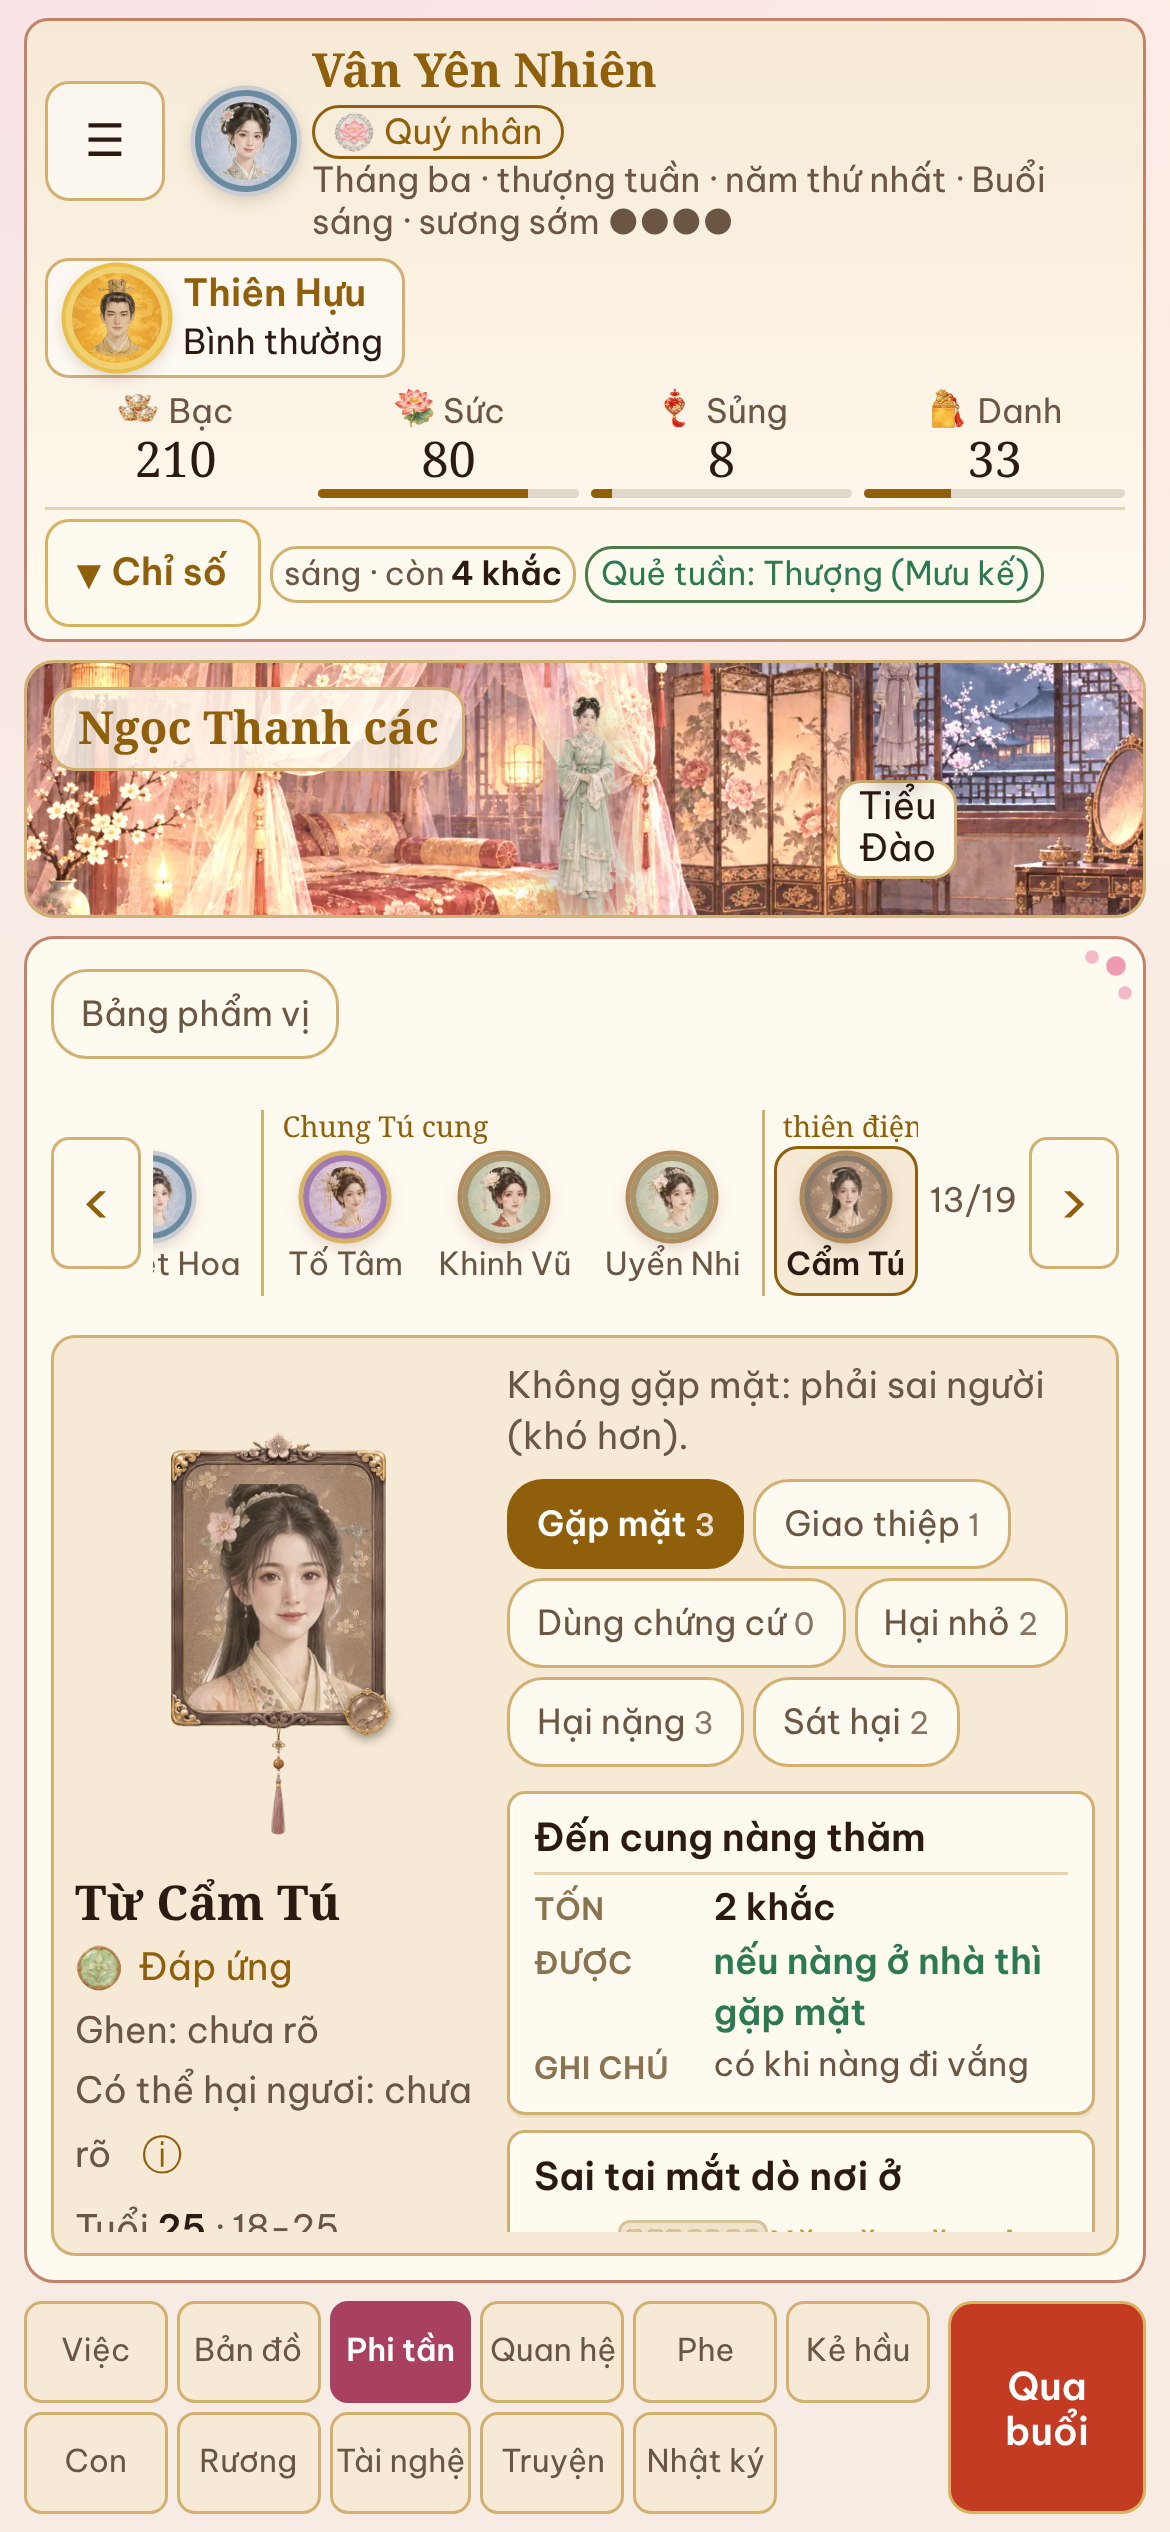 ☰
Vân Yên Nhiên
Quý nhân
Tháng ba · thượng tuần · năm thứ nhất · Buổi
sáng · sương sớm ●●●●
Thiên Hựu
Bình thường
Bạc
210
Sức
80
Sủng
8
Danh
33
▼ Chỉ số
sáng · còn 4 khắc
Quẻ tuần: Thượng (Mưu kế)
Ngọc Thanh các
Tiểu
Đào
Bảng phẩm vị
‹
Hoa
Chung Tú cung
Tố Tâm
Khinh Vũ
Uyển Nhi
thiên điện
Cẩm Tú
13/19
›
Từ Cẩm Tú
Đáp ứng
Ghen: chưa rõ
Có thể hại ngươi: chưa
rõ ⓘ
Tuổi 25 · 18-25
Không gặp mặt: phải sai người
(khó hơn).
Gặp mặt 3
Giao thiệp 1
Dùng chứng cứ 0
Hại nhỏ 2
Hại nặng 3
Sát hại 2
Đến cung nàng thăm
TỐN 2 khắc
ĐƯỢC nếu nàng ở nhà thì
gặp mặt
GHI CHÚ có khi nàng đi vắng
Sai tai mắt dò nơi ở
Việc
Bản đồ
Phi tần
Quan hệ
Phe
Kẻ hầu
Con
Rương
Tài nghệ
Truyện
Nhật ký
Qua
buổi